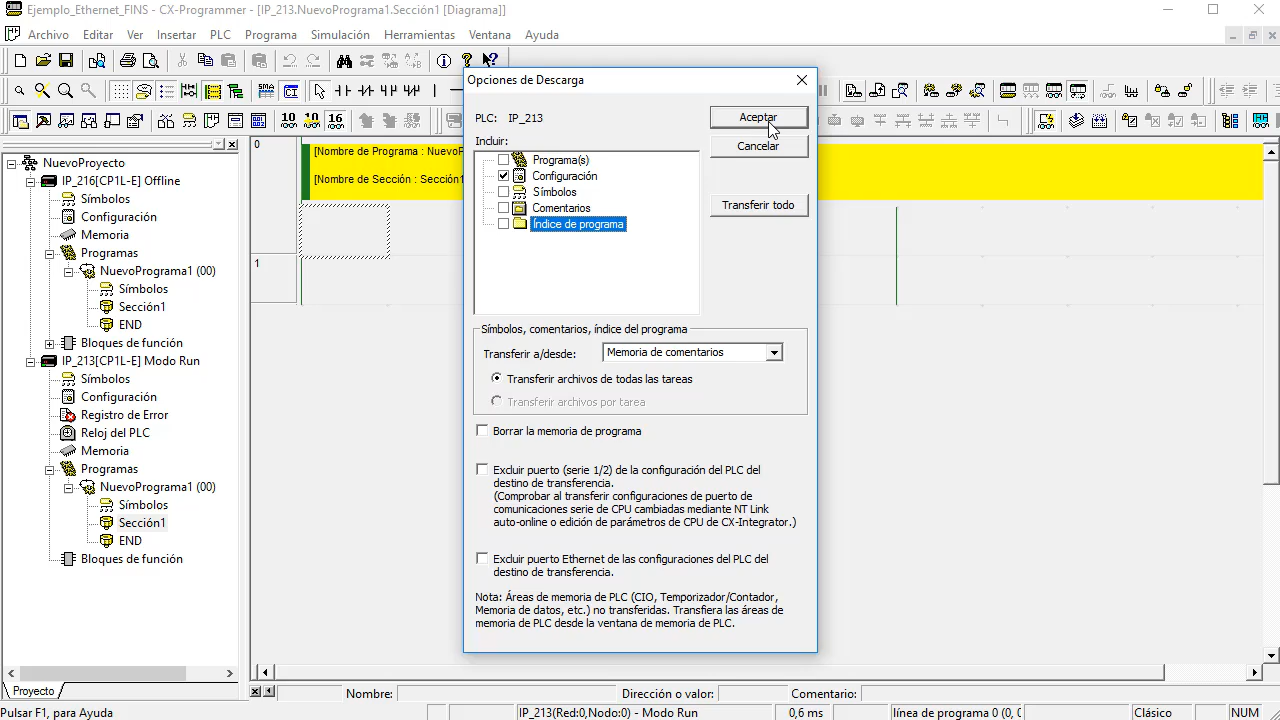 Ejemplo_Ethernet_FINS - CX-Programmer - [IP_213.NuevoPrograma1.Sección1 [Diagrama]]
Archivo Editar Ver Insertar PLC Programa Simulación Herramientas Ventana Ayuda
SMA
10 10 16
NuevoProyecto
IP_216[CP1L-E] Offline
Símbolos
Configuración
Memoria
Programas
NuevoPrograma1 (00)
Símbolos
Sección1
END
Bloques de función
IP_213[CP1L-E] Modo Run
Símbolos
Configuración
Registro de Error
Reloj del PLC
Memoria
Programas
NuevoPrograma1 (00)
Símbolos
Sección1
END
Bloques de función
Proyecto
0
[Nombre de Programa : NuevoP
[Nombre de Sección : Sección1
1
Opciones de Descarga
PLC: IP_213
Aceptar
Cancelar
Transferir todo
Incluir:
Programa(s)
Configuración
Símbolos
Comentarios
Índice de programa
Símbolos, comentarios, índice del programa
Transferir a/desde: Memoria de comentarios
Transferir archivos de todas las tareas
Transferir archivos por tarea
Borrar la memoria de programa
Excluir puerto (serie 1/2) de la configuración del PLC del
destino de transferencia.
(Comprobar al transferir configuraciones de puerto de
comunicaciones serie de CPU cambiadas mediante NT Link
auto-online o edición de parámetros de CPU de CX-Integrator.)
Excluir puerto Ethernet de las configuraciones del PLC del
destino de transferencia.
Nota: Áreas de memoria de PLC (CIO, Temporizador/Contador,
Memoria de datos, etc.) no transferidas. Transfiera las áreas de
memoria de PLC desde la ventana de memoria de PLC.
Nombre: Dirección o valor: Comentario:
Pulsar F1, para Ayuda IP_213(Red:0,Nodo:0) - Modo Run 0,6 ms línea de programa 0 (0, 0 Clásico NUM